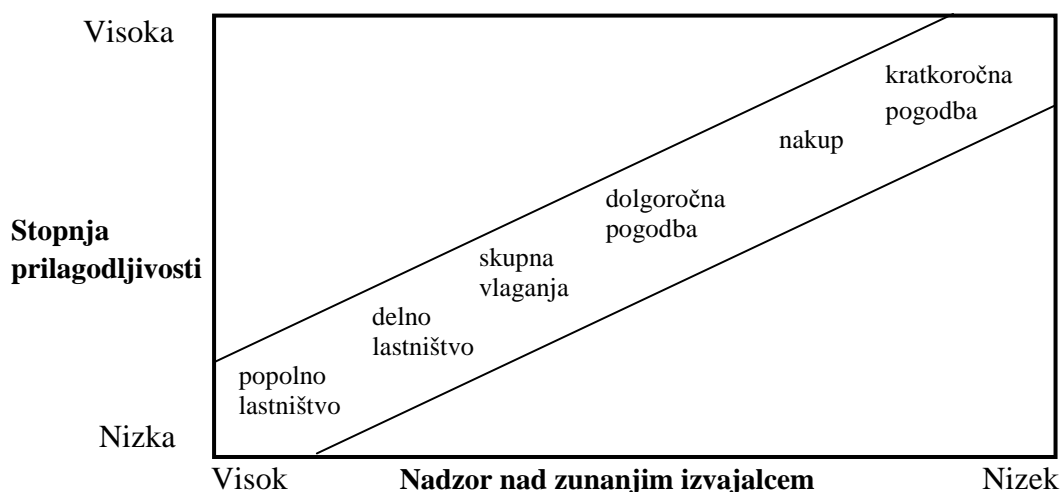 Visoka
kratkoročna
pogodba
nakup
dolgoročna
pogodba
Stopnja
prilagodljivosti
skupna
vlaganja
delno
lastništvo
popolno
lastništvo
Nizka
Visok
Nadzor nad zunanjim izvajalcem
Nizek